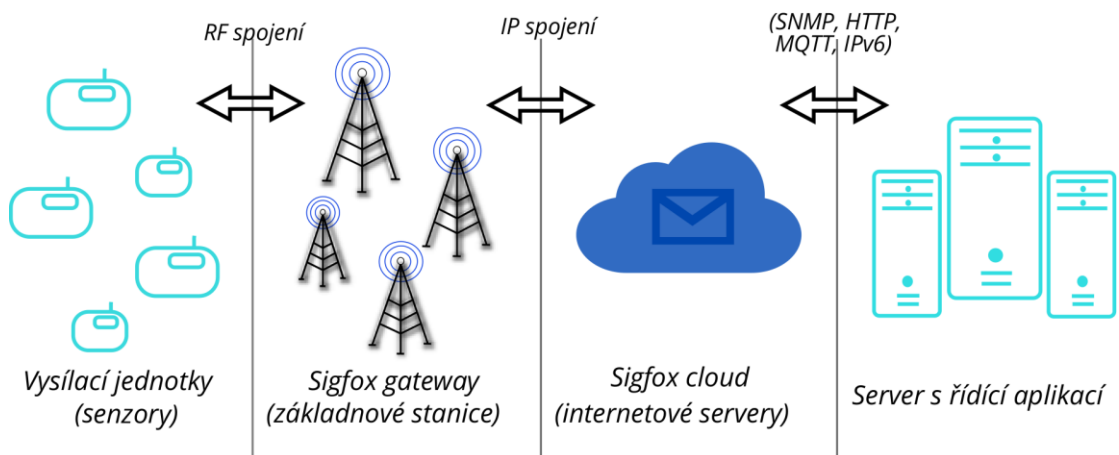 RF spojení
IP spojení
(SNMP, HTTP,
MQTT, IPv6)
Vysílací jednotky
(senzory)
Sigfox gateway
(základnové stanice)
Sigfox cloud
(internetové servery)
Server s řídící aplikací